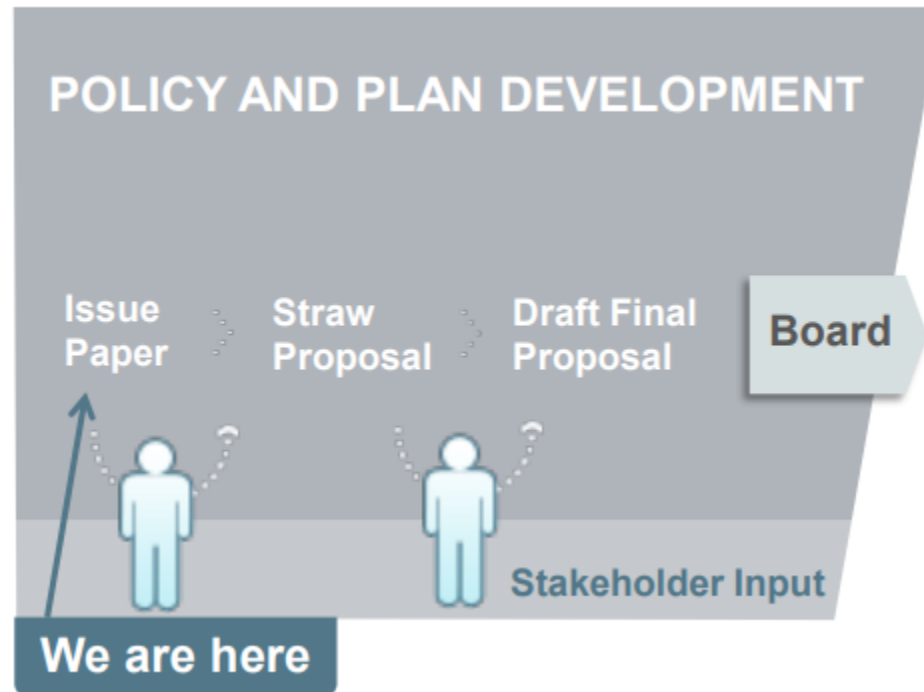 POLICY AND PLAN DEVELOPMENT
Issue
Paper
Straw
Proposal
Draft Final
Proposal
Board
Stakeholder Input
We are here